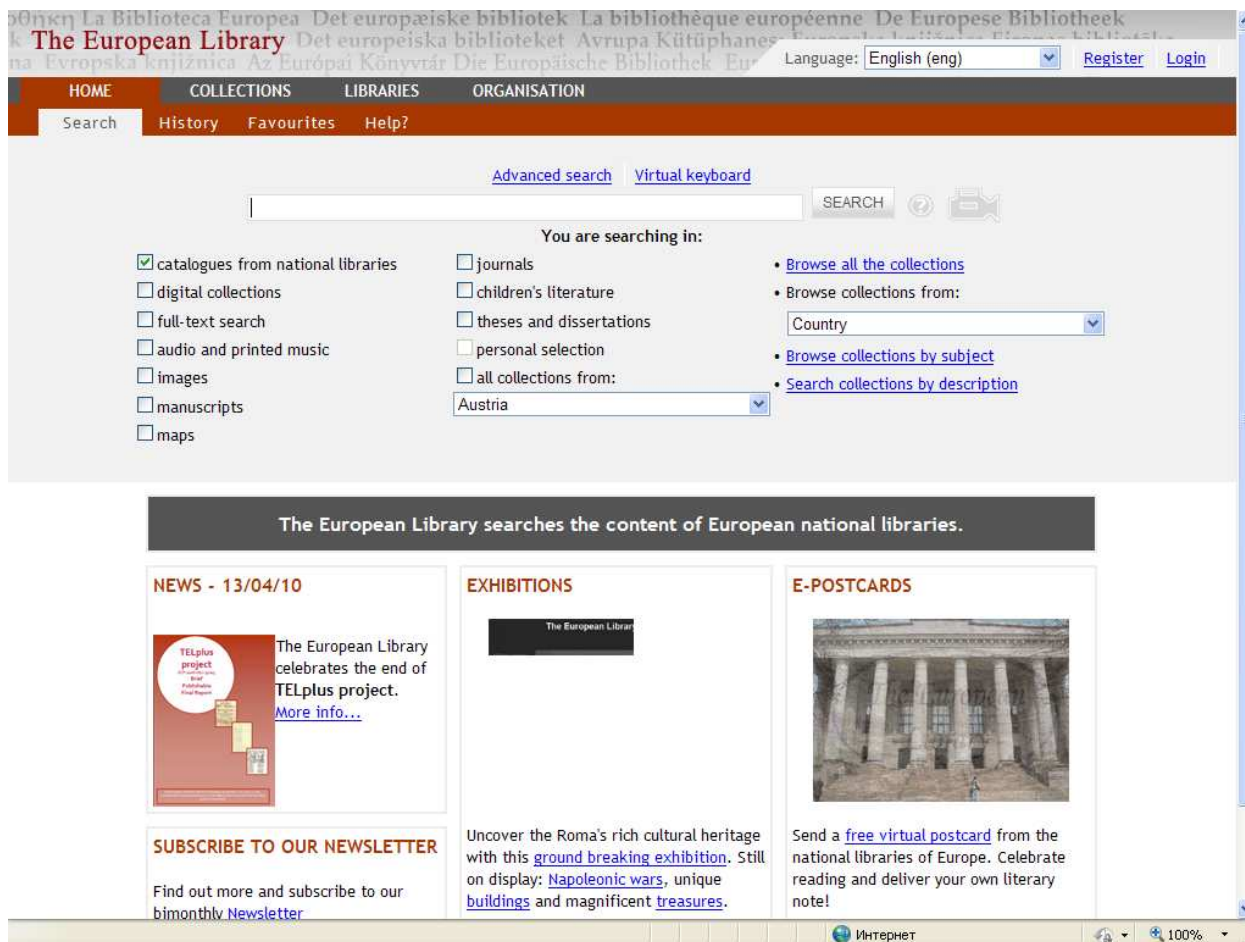 οθήκη La Biblioteca Europea Det europæiske bibliotek La bibliothèque européenne De Europese Bibliotheek
The European Library Det europeiska biblioteket Avrupa Kütüphanesi
na Evropska knjižnica Az Európai Könyvtár Die Europäische Bibliothek
Language: English (eng) Register Login
HOME COLLECTIONS LIBRARIES ORGANISATION
Search History Favourites Help?
Advanced search Virtual keyboard
SEARCH ?
You are searching in:
catalogues from national libraries
digital collections
full-text search
audio and printed music
images
manuscripts
maps
journals
children's literature
theses and dissertations
personal selection
all collections from:
Austria
• Browse all the collections
• Browse collections from:
Country
• Browse collections by subject
• Search collections by description
The European Library searches the content of European national libraries.
NEWS - 13/04/10
TELplus
project
Brief
Publishable
Final Report
The European Library
celebrates the end of
TELplus project.
More info...
SUBSCRIBE TO OUR NEWSLETTER
Find out more and subscribe to our
bimonthly Newsletter
EXHIBITIONS
The European Librar
Uncover the Roma's rich cultural heritage
with this ground breaking exhibition. Still
on display: Napoleonic wars, unique
buildings and magnificent treasures.
E-POSTCARDS
The European
Library
Send a free virtual postcard from the
national libraries of Europe. Celebrate
reading and deliver your own literary
note!
Интернет 100%